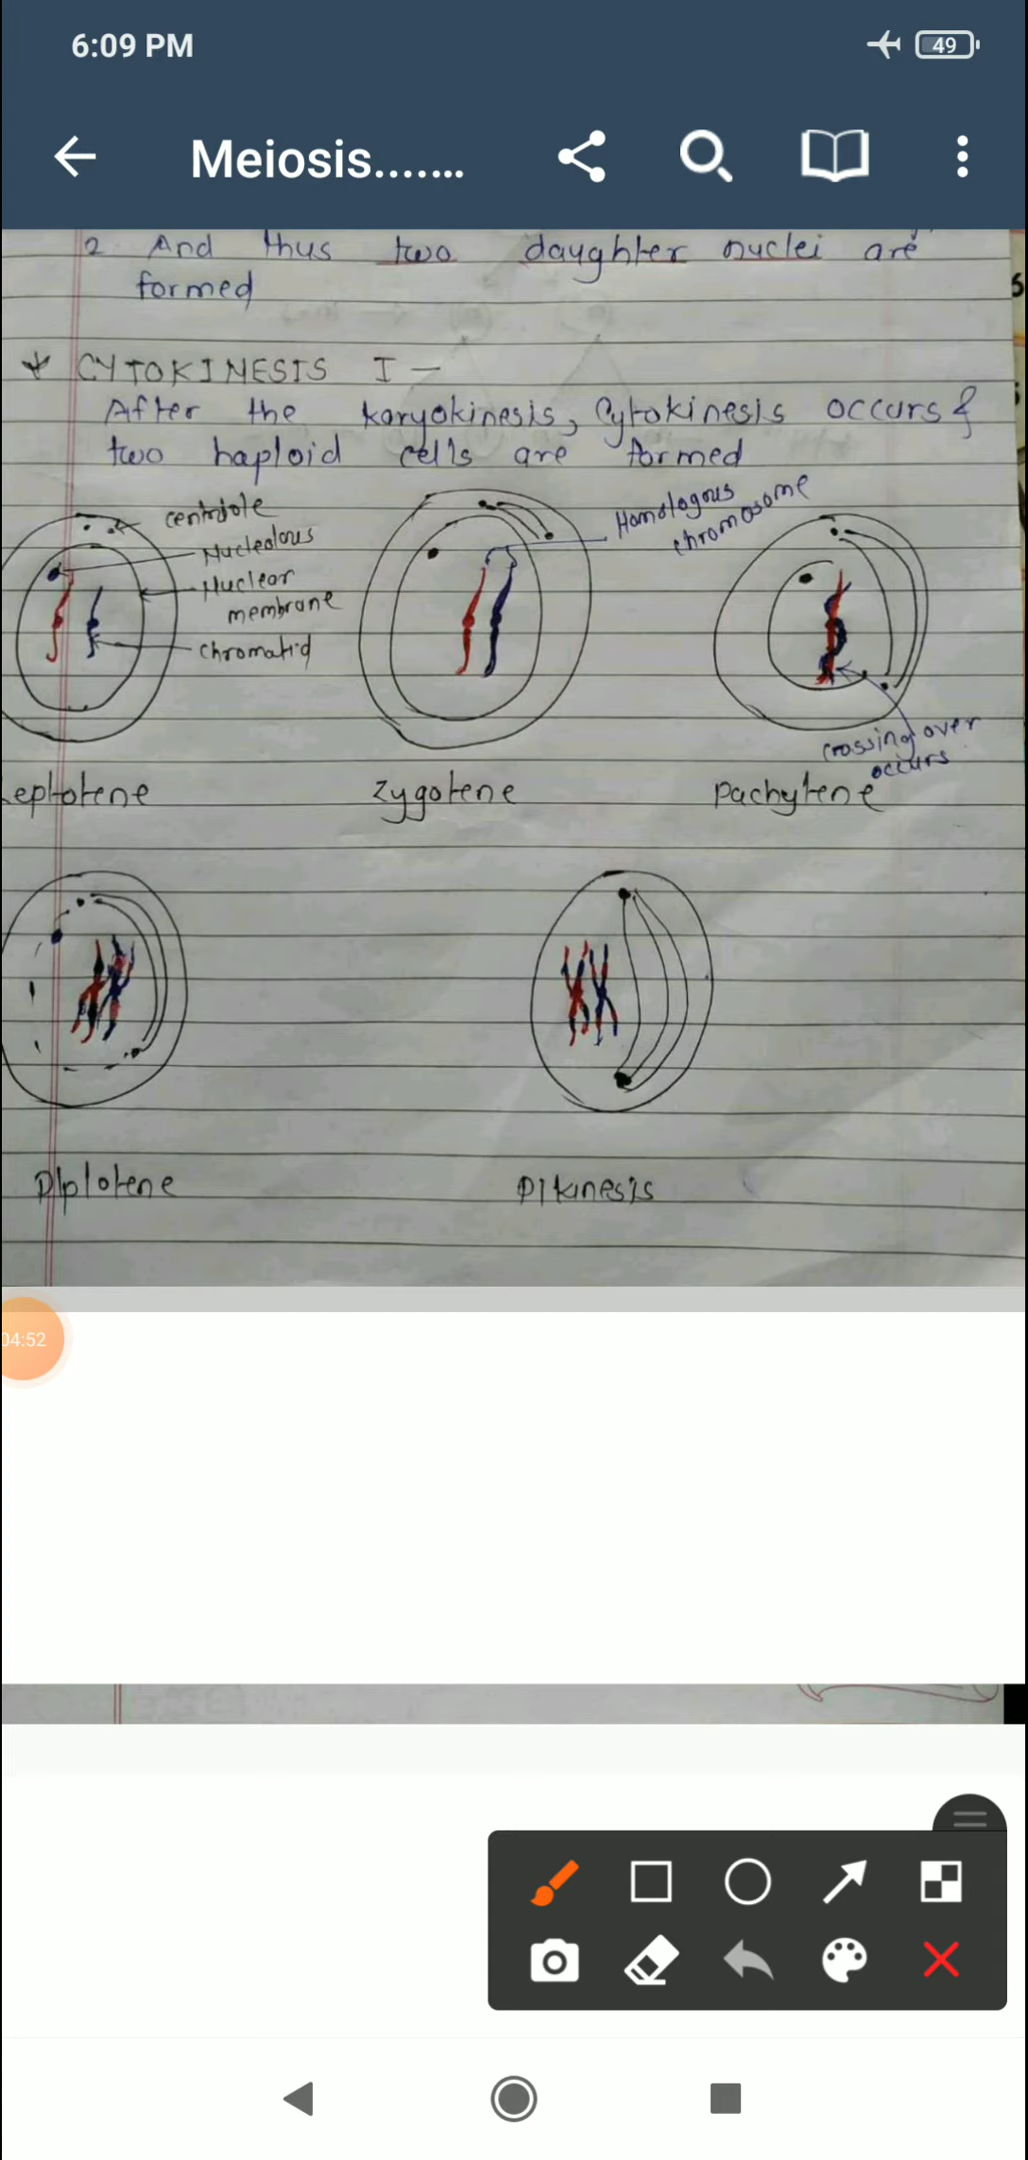 6:09 PM
49
Meiosis.......
2 And thus two daughter nuclei are
formed
CYTOKINESIS I —
After the karyokinesis, Cytokinesis occurs &
two haploid cells are formed
centriole
Nucleolous
Nuclear
membrane
chromatid
Homologous
chromosome
crossing over
occurs
eptotene
Zygotene
Pachytene
Diplotene
Dikinesis
04:52